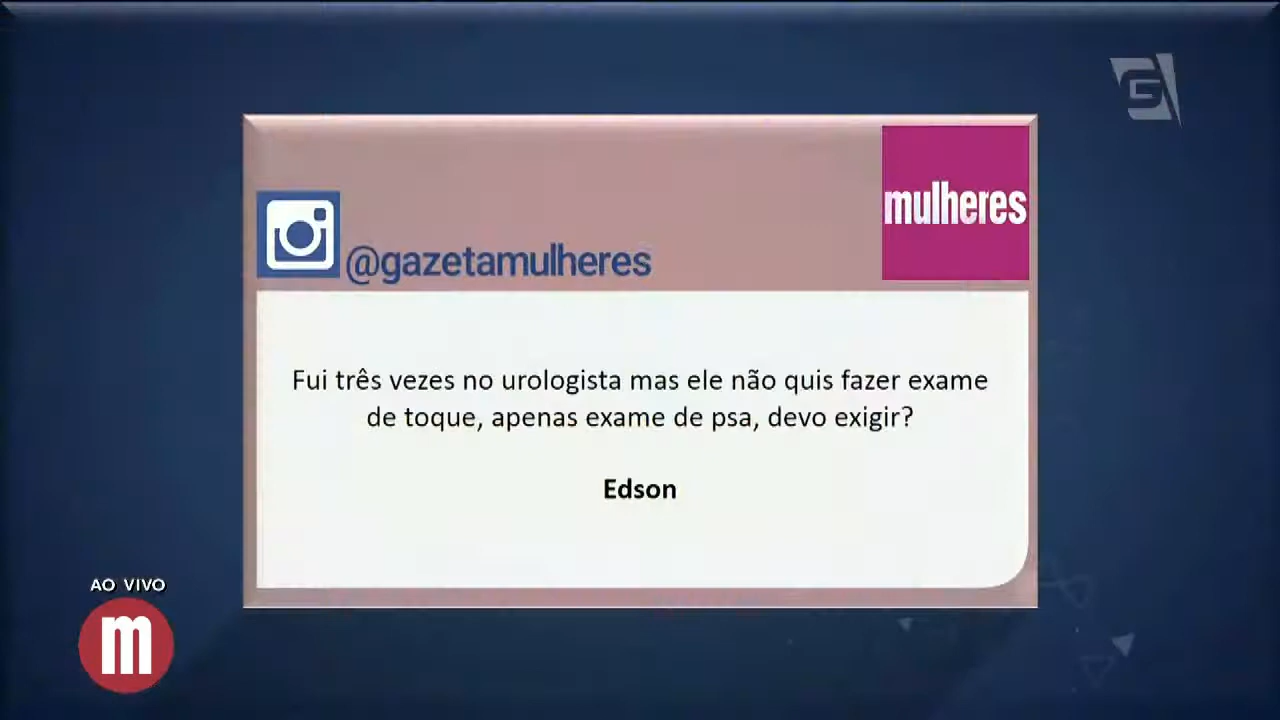 mulheres
@gazetamulheres
Fui três vezes no urologista mas ele não quis fazer exame
de toque, apenas exame de psa, devo exigir?
Edson
AO VIVO
m